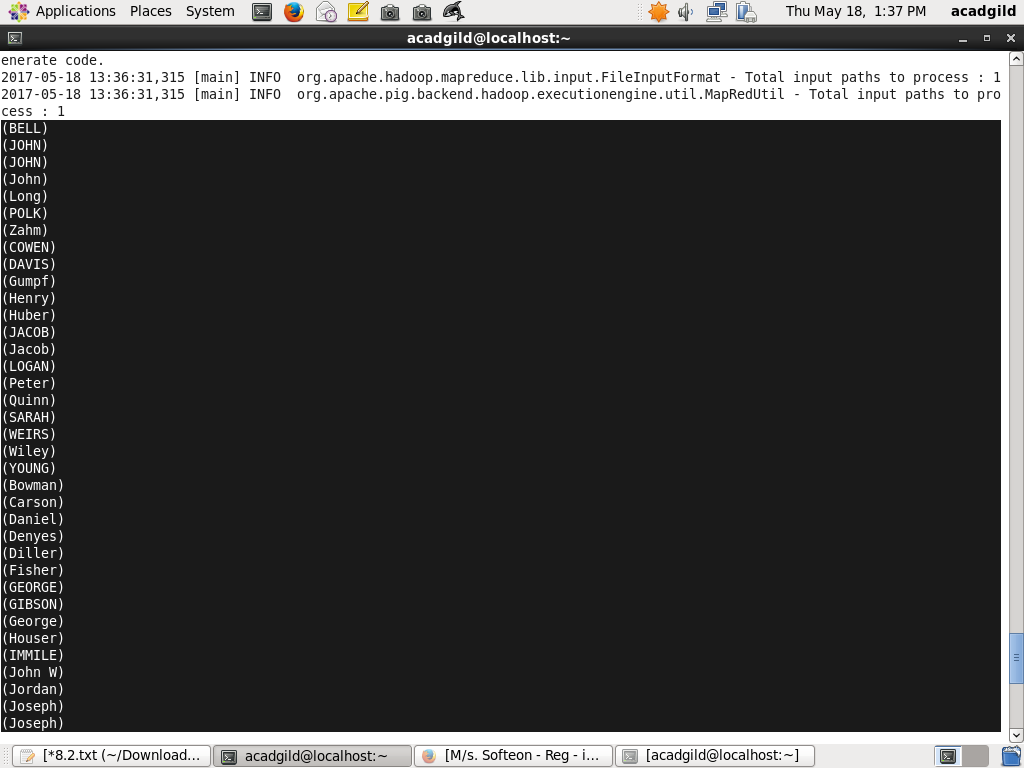 Applications Places System Thu May 18, 1:37 PM acadgild
acadgild@localhost:~
enerate code.
2017-05-18 13:36:31,315 [main] INFO  org.apache.hadoop.mapreduce.lib.input.FileInputFormat - Total input paths to process : 1
2017-05-18 13:36:31,315 [main] INFO  org.apache.pig.backend.hadoop.executionengine.util.MapRedUtil - Total input paths to pro
cess : 1
(BELL)
(JOHN)
(JOHN)
(John)
(Long)
(POLK)
(Zahm)
(COWEN)
(DAVIS)
(Gumpf)
(Henry)
(Huber)
(JACOB)
(Jacob)
(LOGAN)
(Peter)
(Quinn)
(SARAH)
(WEIRS)
(Wiley)
(YOUNG)
(Bowman)
(Carson)
(Daniel)
(Denyes)
(Diller)
(Fisher)
(GEORGE)
(GIBSON)
(George)
(Houser)
(IMMILE)
(John W)
(Jordan)
(Joseph)
(Joseph)
[*8.2.txt (~/Download... acadgild@localhost:~ [M/s. Softeon - Reg - i... [acadgild@localhost:~]